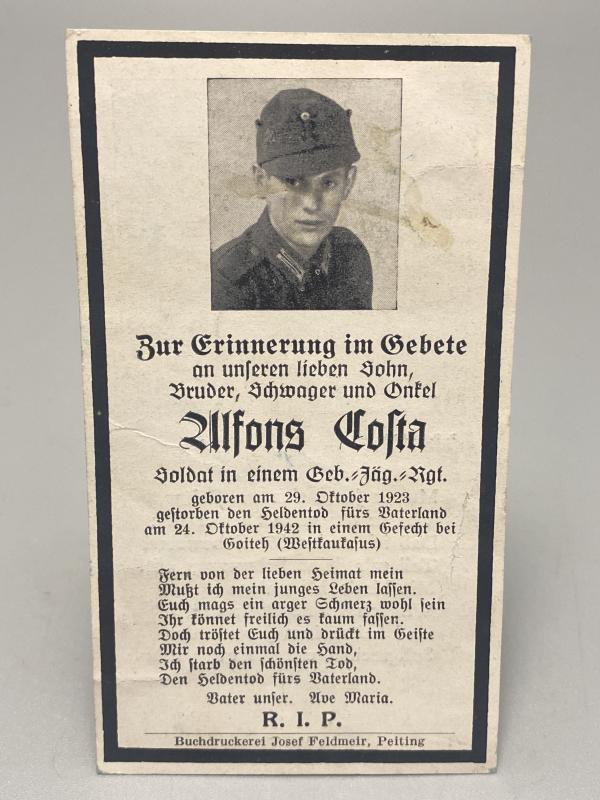 Zur Erinnerung im Gebete
an unseren lieben Sohn,
Bruder, Schwager und Onkel
Alfons Costa
Soldat in einem Geb.-Jäg.-Rgt.
geboren am 29. Oktober 1923
gestorben den Heldentod fürs Vaterland
am 24. Oktober 1942 in einem Gefecht bei
Goiteh (Westkaukasus)
Fern von der lieben Heimat mein
Mußt ich mein junges Leben lassen.
Euch mags ein arger Schmerz wohl sein
Ihr könnet freilich es kaum fassen.
Doch tröstet Euch und drückt im Geiste
Mir noch einmal die Hand,
Ich starb den schönsten Tod,
Den Heldentod fürs Vaterland.
Vater unser. Ave Maria.
R. I. P.
Buchdruckerei Josef Feldmeir, Peiting